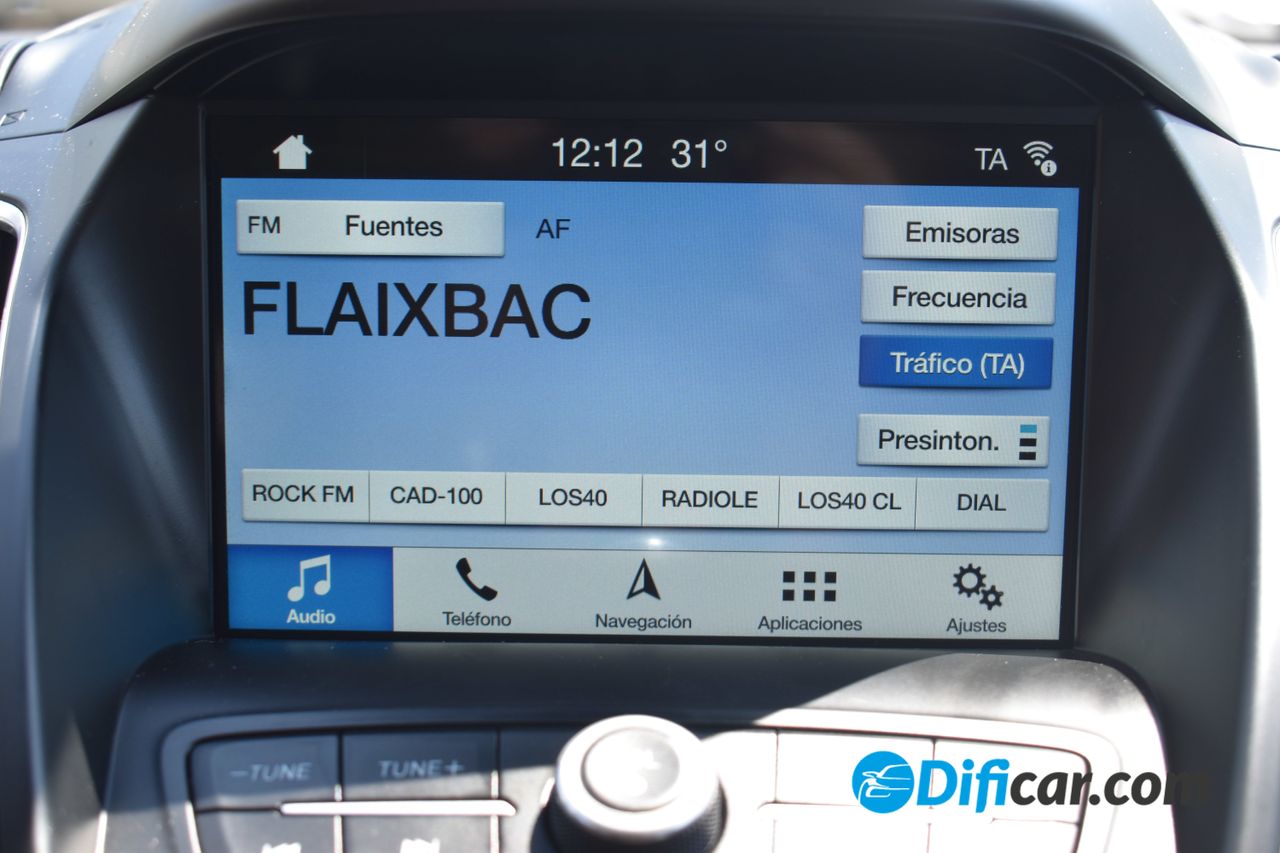 12:12 31° TA
FM Fuentes AF Emisoras
FLAIXBAC Frecuencia
Tráfico (TA)
Presinton.
ROCK FM CAD-100 LOS40 RADIOLE LOS40 CL DIAL
Audio Teléfono Navegación Aplicaciones Ajustes
-TUNE TUNE+
Dificar.com